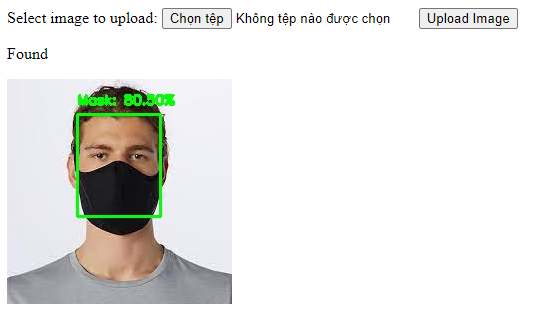 Select image to upload: Chọn tệp Không tệp nào được chọn Upload Image
Found
Mask: 80.50%